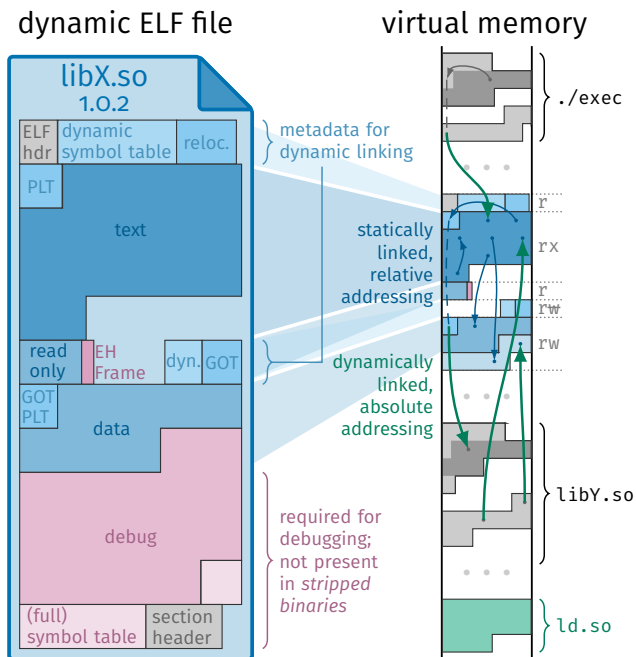 dynamic ELF file
virtual memory
libX.so
1.0.2
ELF
hdr
dynamic
symbol table
reloc.
PLT
text
read
only
EH
Frame
dyn.
GOT
GOT
PLT
data
debug
(full)
symbol table
section
header
metadata for
dynamic linking
statically
linked,
relative
addressing
dynamically
linked,
absolute
addressing
required for
debugging;
not present
in stripped
binaries
./exec
r
rx
r
rw
rw
libY.so
ld.so